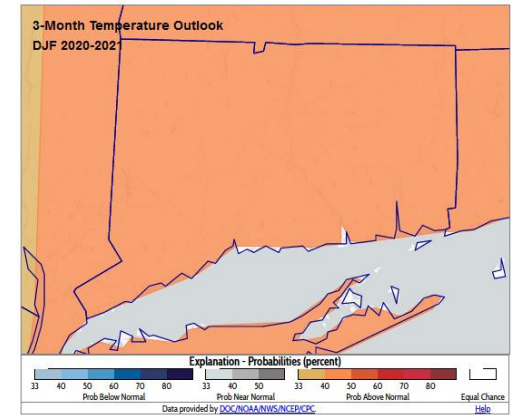 3-Month Temperature Outlook
DJF 2020-2021
Explanation - Probabilities (percent)
33 40 50 60 70 80 33 40 50 33 40 50 60 70 80
Prob Below Normal Prob Near Normal Prob Above Normal Equal Chance
Data provided by DOC/NOAA/NWS/NCEP/CPC. Help